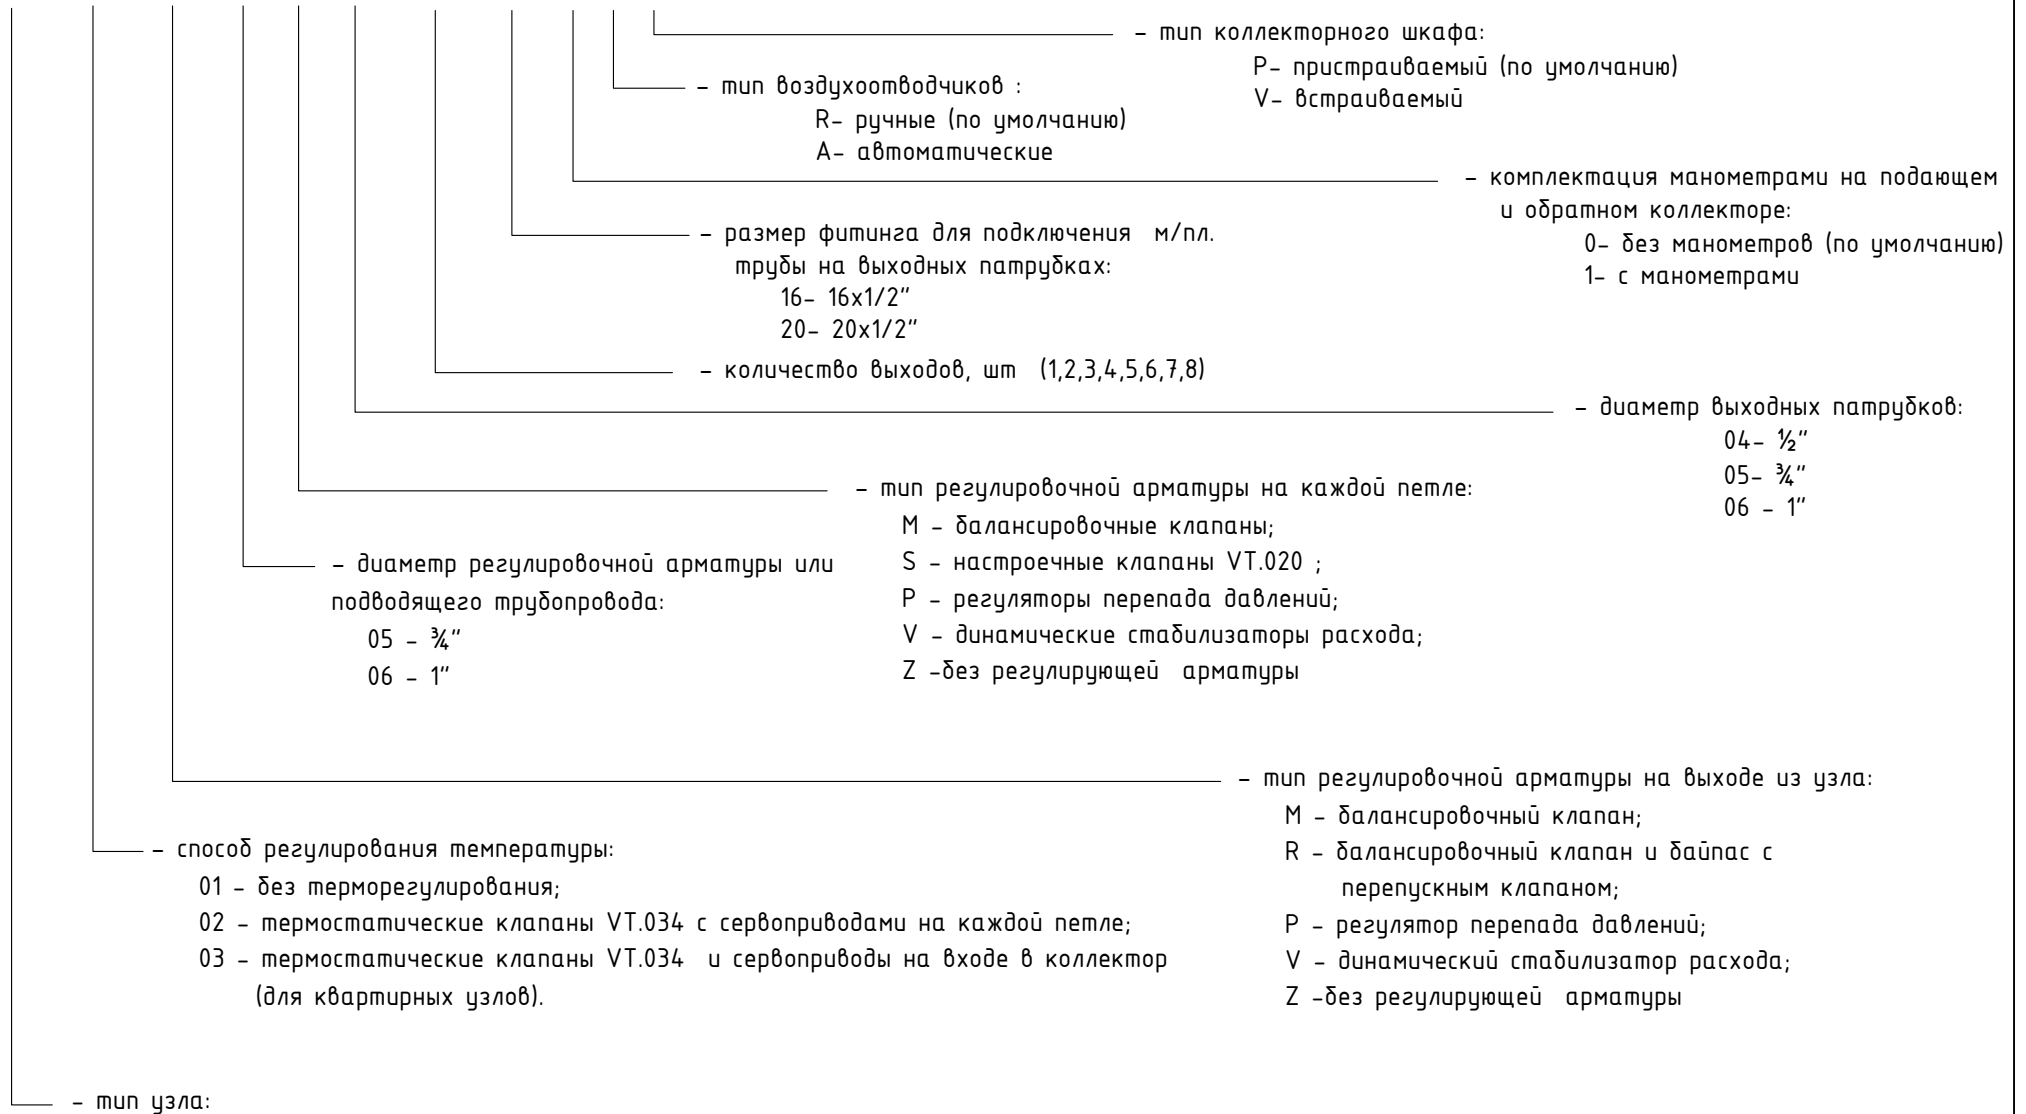 – тип коллекторного шкафа:
P– пристраиваемый (по умолчанию)
V– встраиваемый
– тип воздухоотводчиков :
R– ручные (по умолчанию)
A– автоматические
– комплектация манометрами на подающем
и обратном коллекторе:
0– без манометров (по умолчанию)
1– с манометрами
– размер фитинга для подключения м/пл.
трубы на выходных патрубках:
16– 16x1/2"
20– 20x1/2"
– количество выходов, шт (1,2,3,4,5,6,7,8)
– диаметр выходных патрубков:
04– ½"
05– ¾"
06 – 1"
– тип регулировочной арматуры на каждой петле:
M – балансировочные клапаны;
S – настроечные клапаны VT.020 ;
P – регуляторы перепада давлений;
V – динамические стабилизаторы расхода;
Z –без регулирующей арматуры
– диаметр регулировочной арматуры или
подводящего трубопровода:
05 – ¾"
06 – 1"
– тип регулировочной арматуры на выходе из узла:
M – балансировочный клапан;
R – балансировочный клапан и байпас с
перепускным клапаном;
P – регулятор перепада давлений;
V – динамический стабилизатор расхода;
Z –без регулирующей арматуры
– способ регулирования температуры:
01 – без терморегулирования;
02 – термостатические клапаны VT.034 с сервоприводами на каждой петле;
03 – термостатические клапаны VT.034 и сервоприводы на входе в коллектор
(для квартирных узлов).
– тип узла: